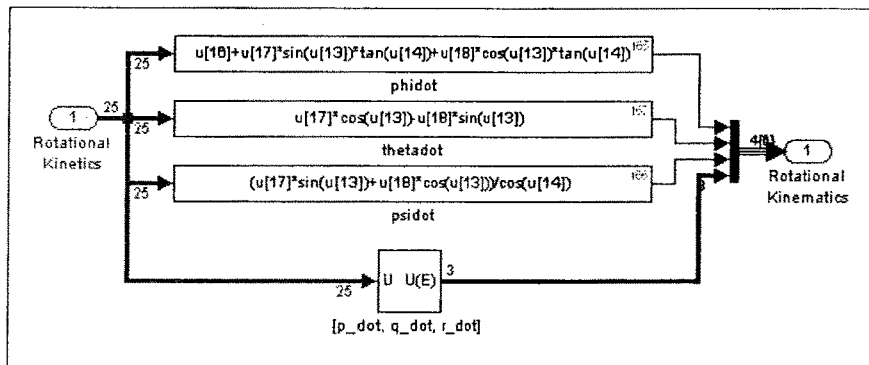 u[16]+u[17]*sin(u[13])*tan(u[14])+u[18]*cos(u[13])*tan(u[14])
25
phidot
1
25
Rotational
Kinetics
u[17]*cos(u[13])-u[18]*sin(u[13])
25
thetadot
(u[17]*sin(u[13])+u[18]*cos(u[13]))/cos(u[14])
25
psidot
1
Rotational
Kinematics
3
U U(E)
3
25
[p_dot, q_dot, r_dot]